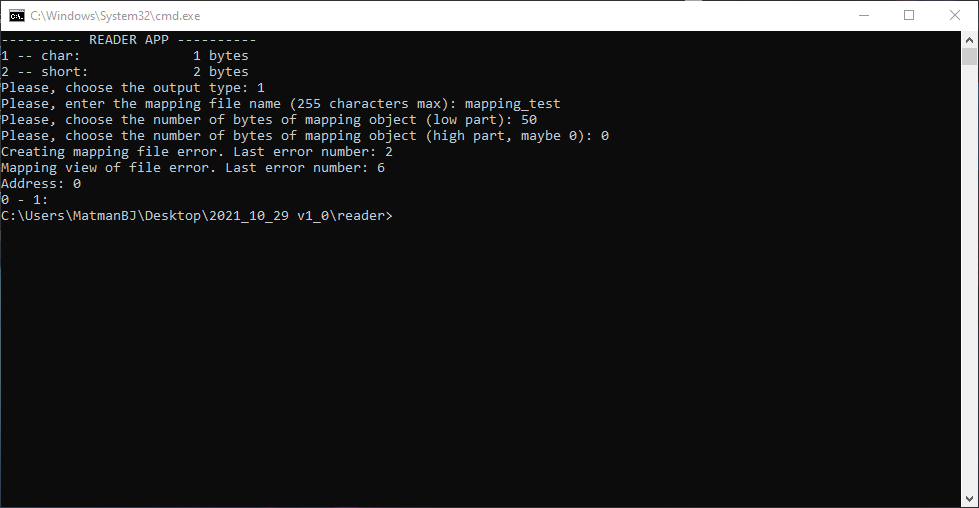 C:\Windows\System32\cmd.exe
---------- READER APP ----------
1 -- char:              1 bytes
2 -- short:             2 bytes
Please, choose the output type: 1
Please, enter the mapping file name (255 characters max): mapping_test
Please, choose the number of bytes of mapping object (low part): 50
Please, choose the number of bytes of mapping object (high part, maybe 0): 0
Creating mapping file error. Last error number: 2
Mapping view of file error. Last error number: 6
Address: 0
0 - 1:
C:\Users\MatmanBJ\Desktop\2021_10_29 v1_0\reader>